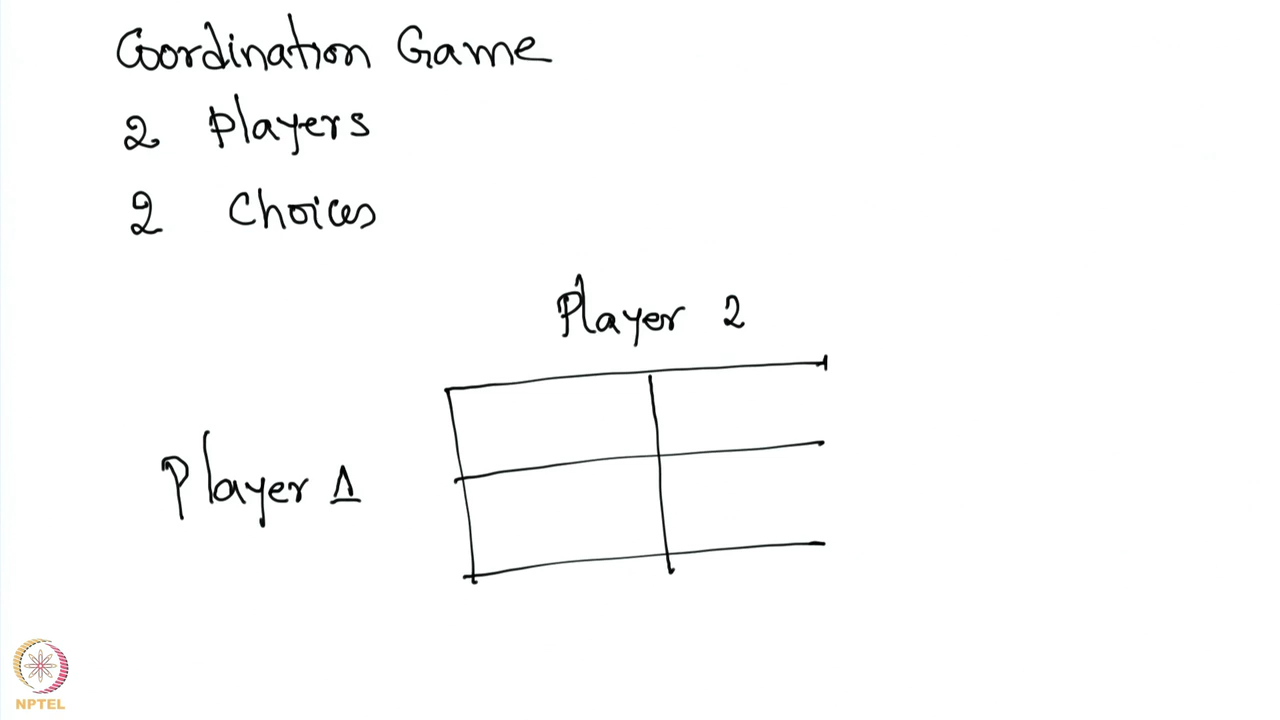 Coordination Game
2 Players
2 Choices
Player 2
Player 1
NPTEL